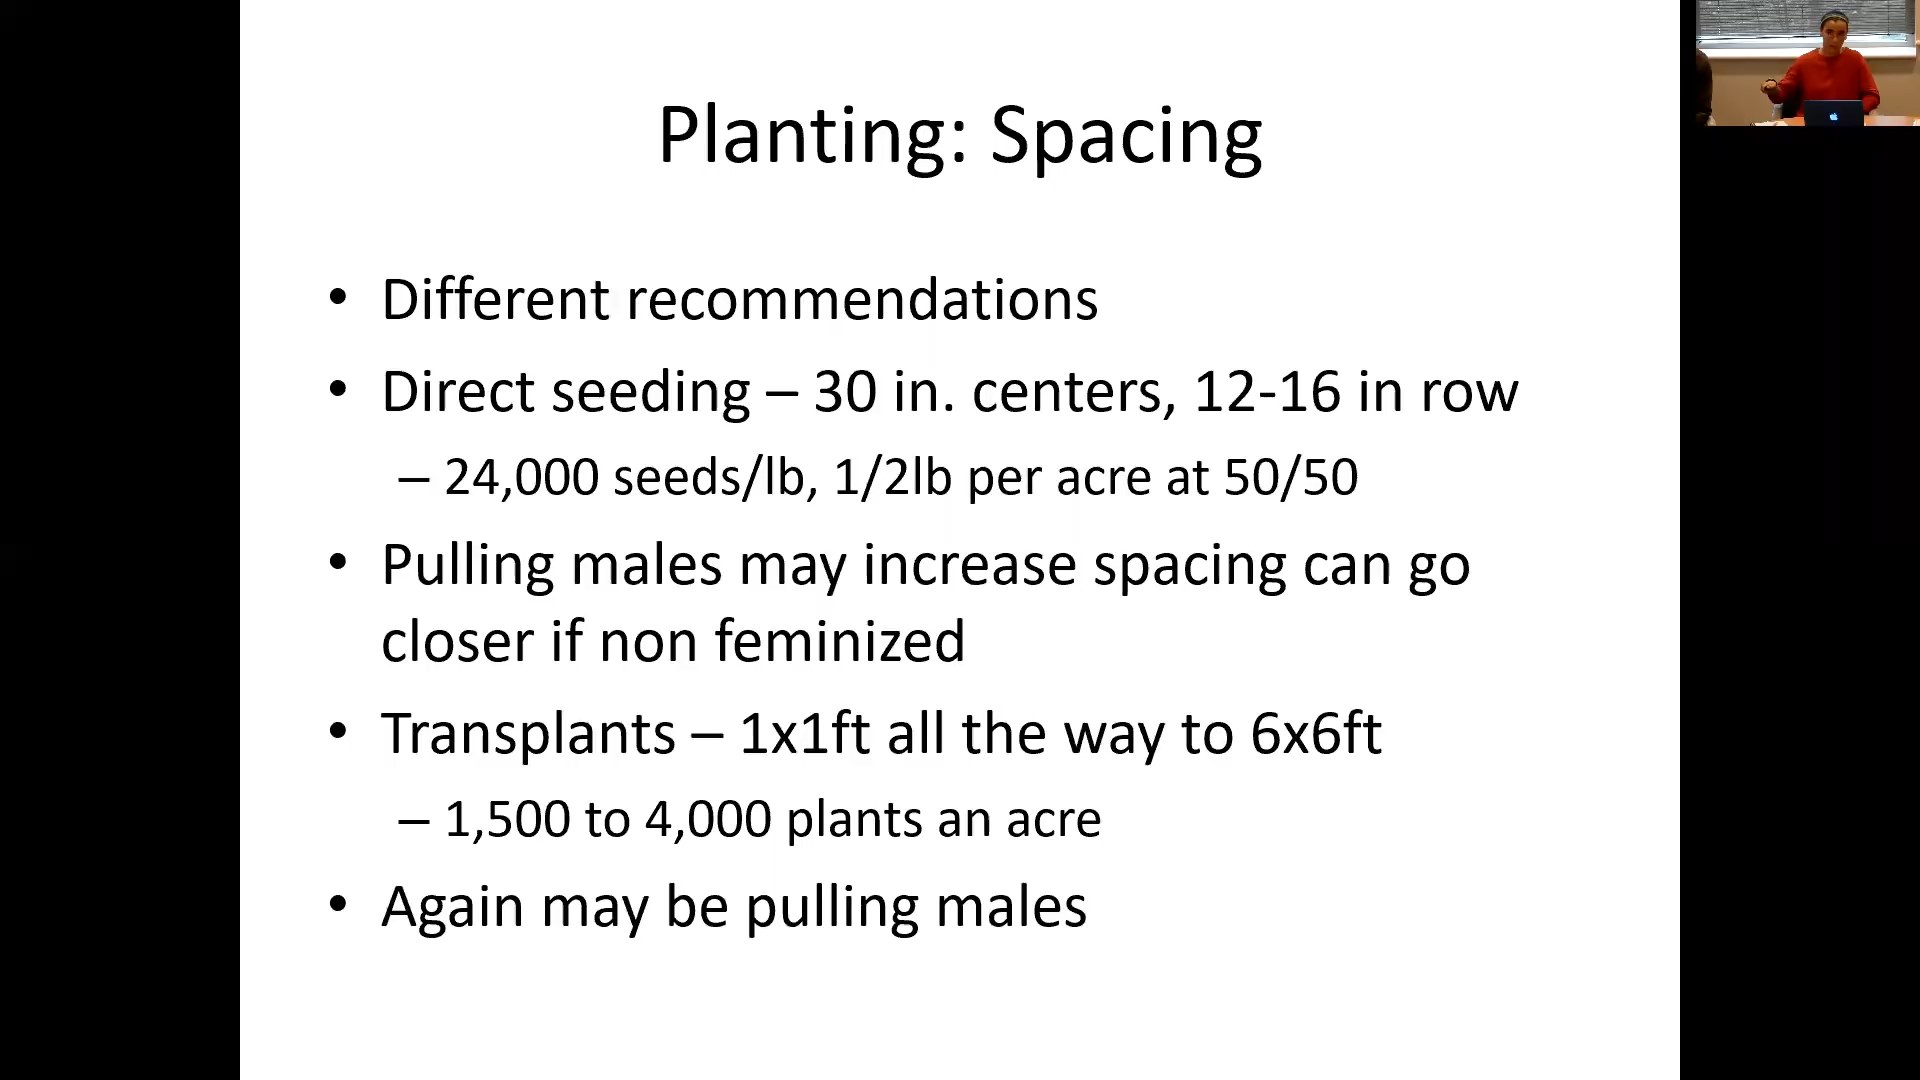 Planting: Spacing
• Different recommendations
• Direct seeding – 30 in. centers, 12-16 in row
– 24,000 seeds/lb, 1/2lb per acre at 50/50
• Pulling males may increase spacing can go
closer if non feminized
• Transplants – 1x1ft all the way to 6x6ft
– 1,500 to 4,000 plants an acre
• Again may be pulling males